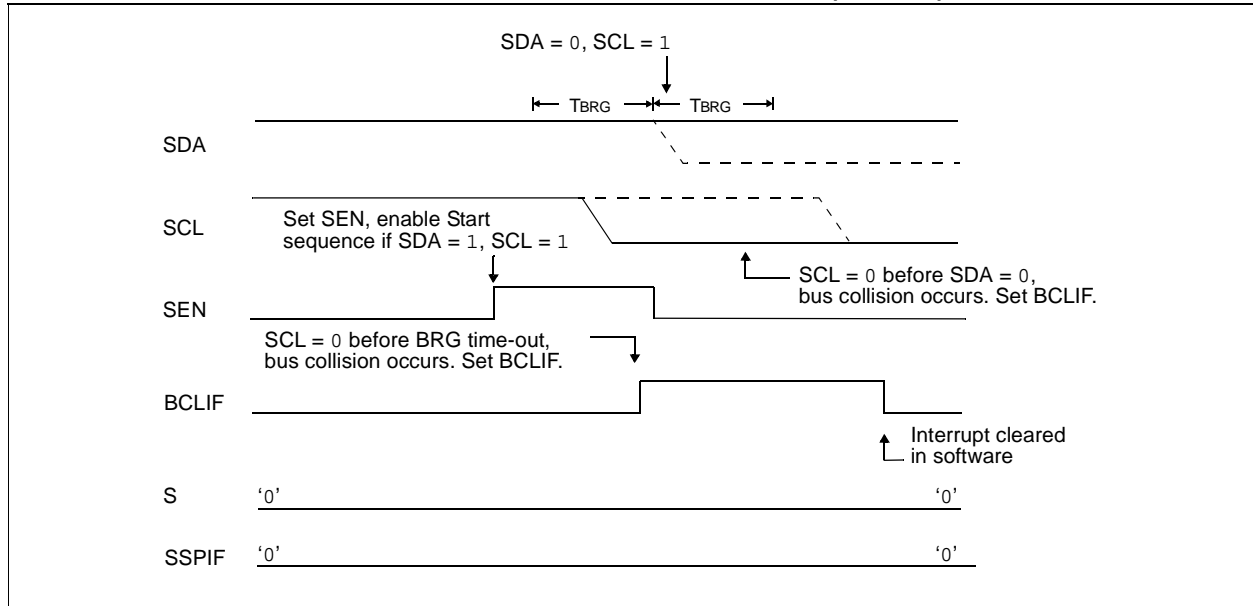 SDA = 0, SCL = 1
TBRG TBRG
SDA
SCL
Set SEN, enable Start
sequence if SDA = 1, SCL = 1
SCL = 0 before SDA = 0,
bus collision occurs. Set BCLIF.
SEN
SCL = 0 before BRG time-out,
bus collision occurs. Set BCLIF.
BCLIF
Interrupt cleared
in software
S ‘0’ ‘0’
SSPIF ‘0’ ‘0’